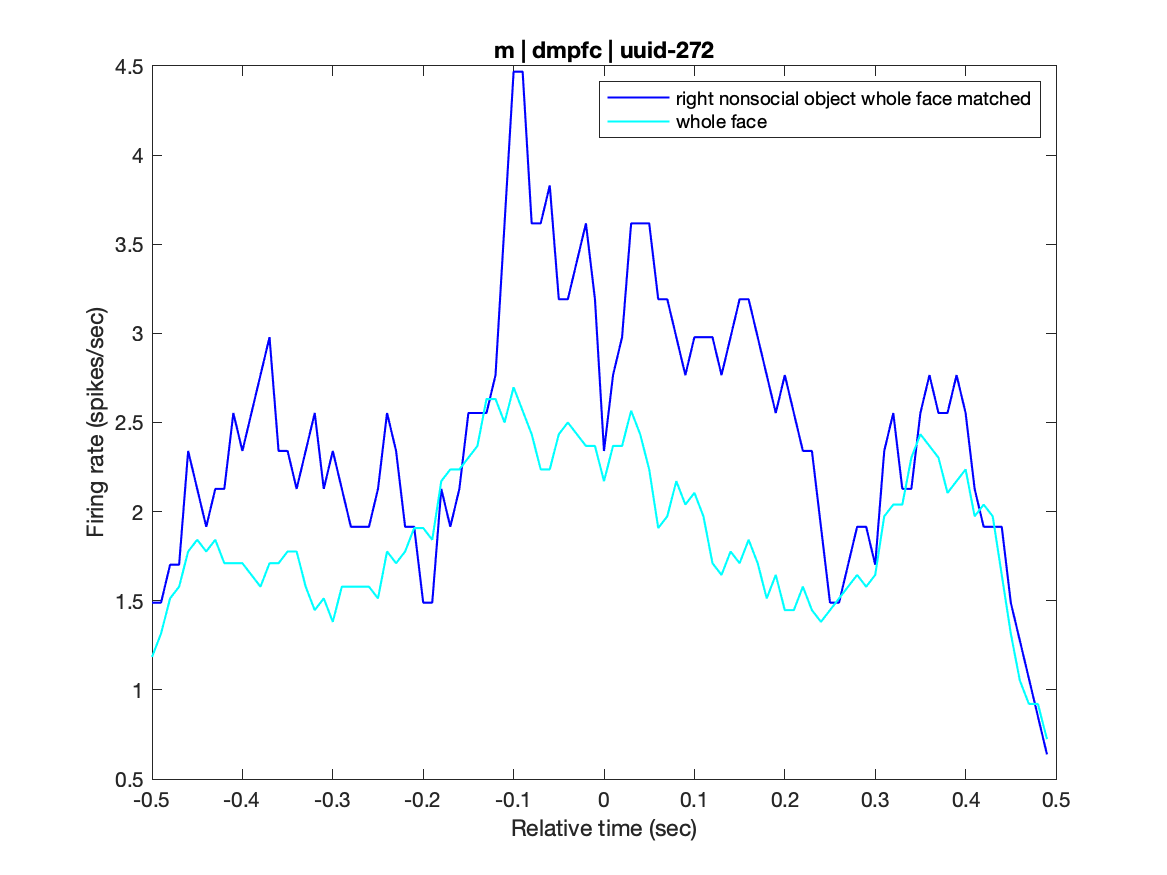 m | dmpfc | uuid-272
right nonsocial object whole face matched
whole face
Firing rate (spikes/sec)
4.5
4
3.5
3
2.5
2
1.5
1
0.5
-0.5 -0.4 -0.3 -0.2 -0.1 0 0.1 0.2 0.3 0.4 0.5
Relative time (sec)